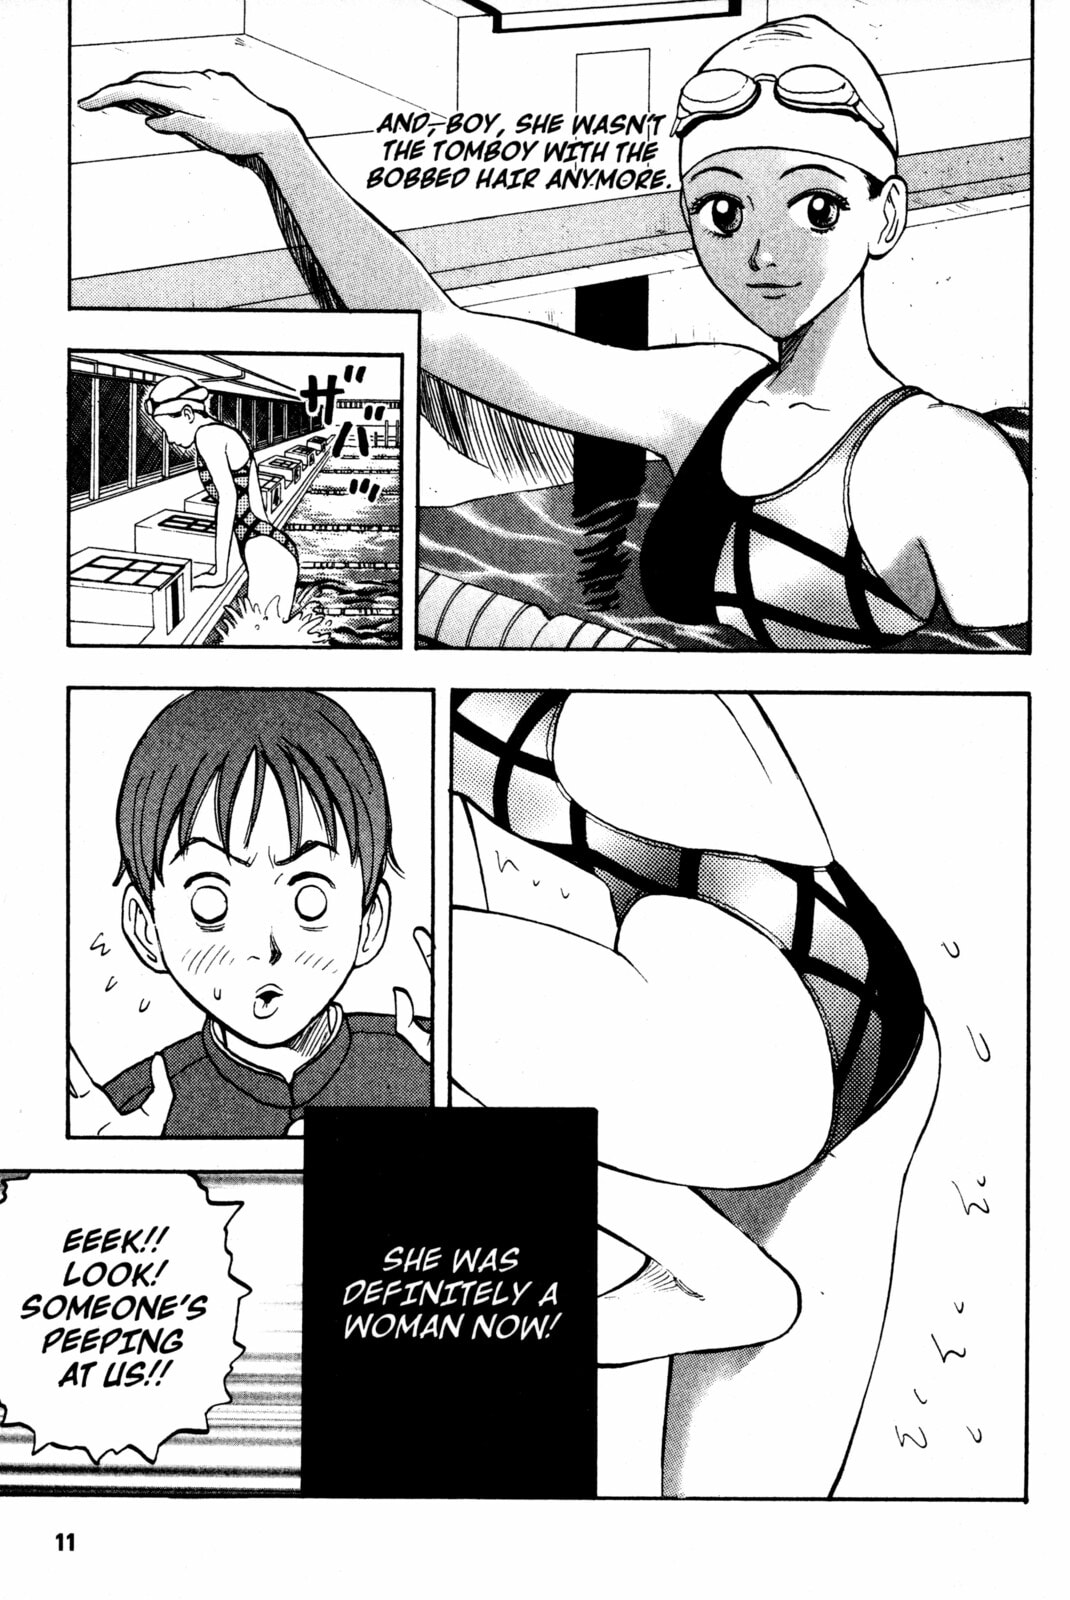 AND, BOY, SHE WASN'T
THE TOMBOY WITH THE
BOBBED HAIR ANYMORE.
ザ
バ
ッ
EEEK!!
LOOK!
SOMEONE'S
PEEPING
AT US!!
SHE WAS
DEFINITELY A
WOMAN NOW!
11